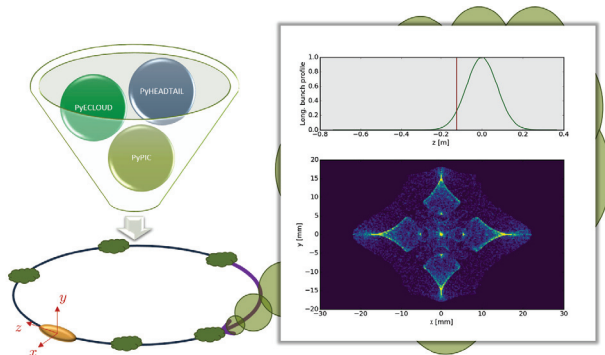 PyHEADTAIL
PyECLOUD
PyPIC
y
z
x
Long. bunch profile
1.0
0.8
0.6
0.4
0.2
0.0
−0.8
−0.6
−0.4
−0.2
0.0
0.2
0.4
z [m]
y [mm]
20
15
10
5
0
−5
−10
−15
−20
−30
−20
−10
0
10
20
30
x [mm]